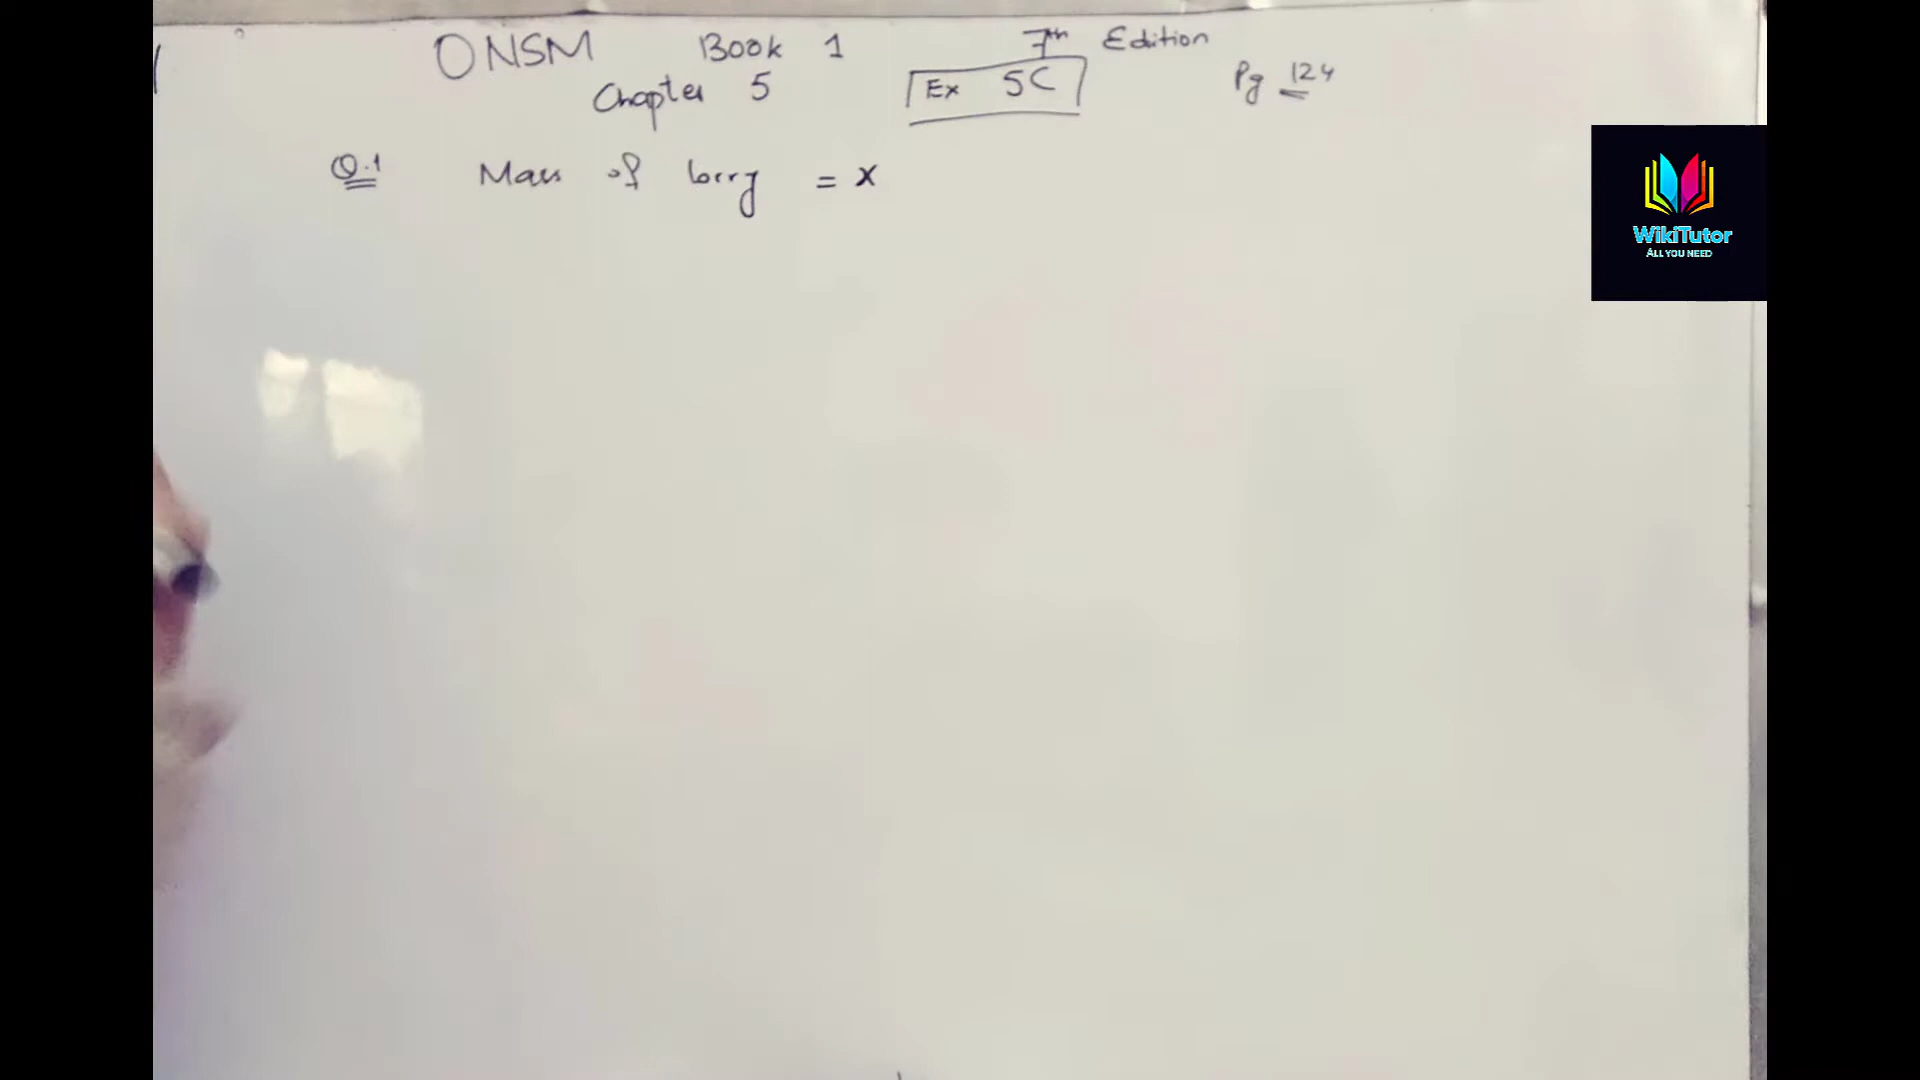 ONSM Book 1 7th Edition
Chapter 5 Ex 5C Pg 124
Q.1 Mass of lorry = x
WikiTutor
ALL YOU NEED